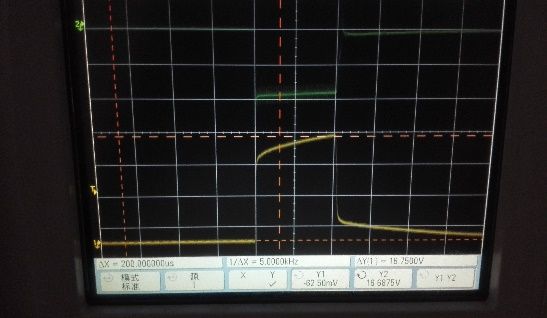 ΔX = 200.000000us
1/ΔX = 5.0000kHz
ΔY(1) = 16.7500V
模式
标准
源
1
X Y
Y1
-62.50mV
Y2
16.6875V
Y1 Y2